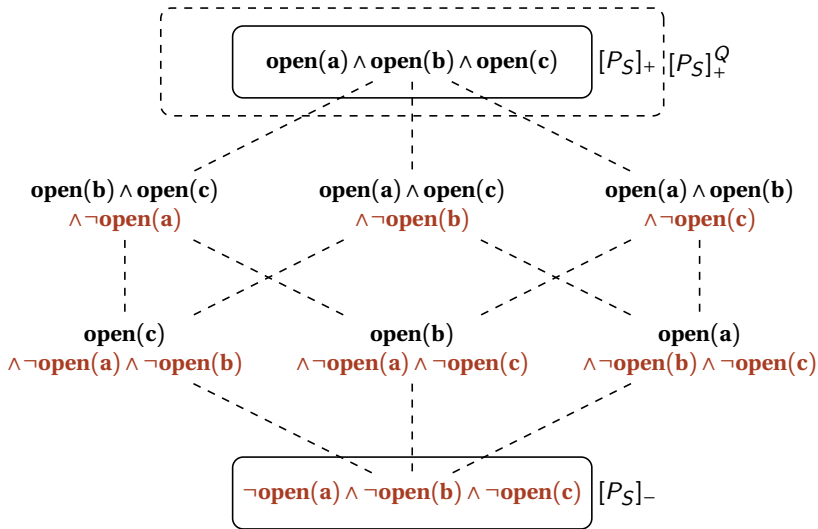 open(a) ∧ open(b) ∧ open(c) [P_S]_+ [P_S]_+^Q
open(b) ∧ open(c) open(a) ∧ open(c) open(a) ∧ open(b)
∧¬open(a) ∧¬open(b) ∧¬open(c)
open(c) open(b) open(a)
∧¬open(a) ∧ ¬open(b) ∧¬open(a) ∧ ¬open(c) ∧¬open(b) ∧ ¬open(c)
¬open(a) ∧ ¬open(b) ∧ ¬open(c) [P_S]_−